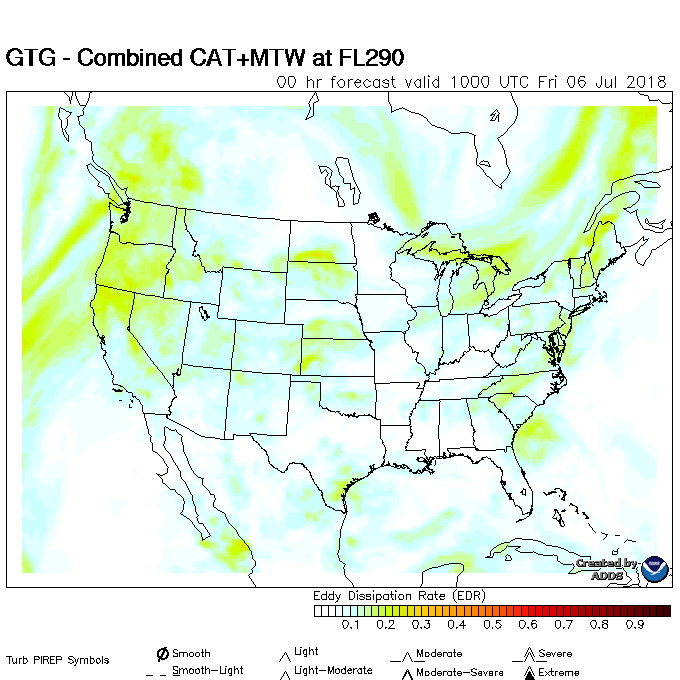 GTG - Combined CAT+MTW at FL290
00 hr forecast valid 1000 UTC Fri 06 Jul 2018
Created by
ADDS
NOAA
Eddy Dissipation Rate (EDR)
0.1 0.2 0.3 0.4 0.5 0.6 0.7 0.8 0.9
Turb PIREP Symbols
Smooth Light Moderate Severe
Smooth-Light Light-Moderate Moderate-Severe Extreme